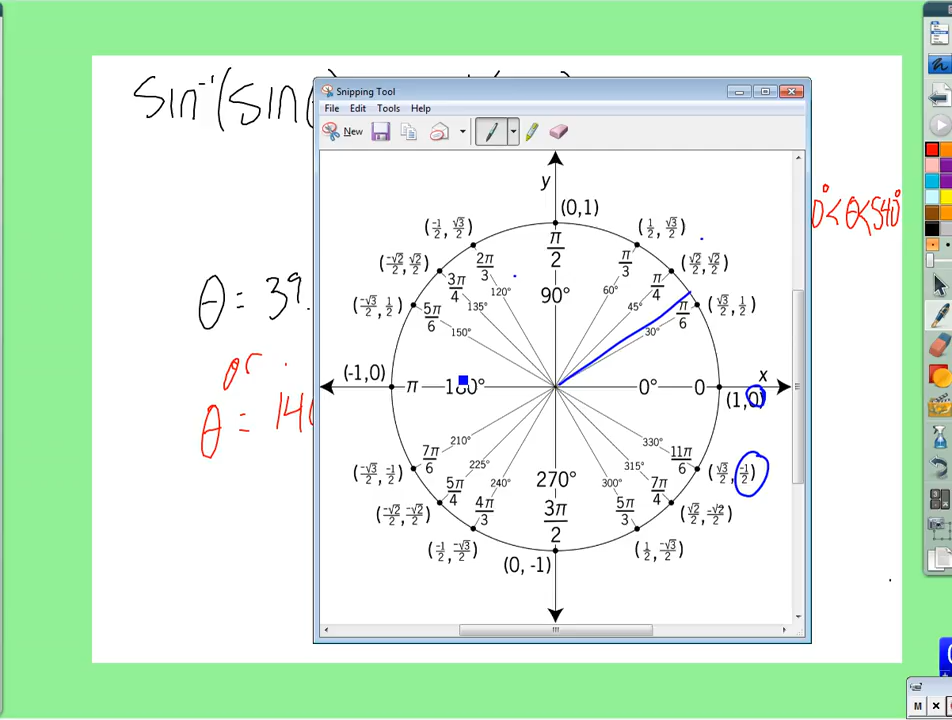 Sin⁻¹(Sin(
Snipping Tool
File Edit Tools Help
New
y
(0,1)
(-1/2, √3/2) (1/2, √3/2)
π/2
2π/3 π/3
(-√2/2, √2/2) (√2/2, √2/2)
3π/4 120° 90° 60° π/4
135° 45°
(-√3/2, 1/2) 5π/6 π/6 (√3/2, 1/2)
150° 30°
0°<θ<540°
θ = 39.
or
(-1,0) π 180° 0° 0 x
(1,0)
θ = 140
210° 330°
(-√3/2, -1/2) 7π/6 11π/6 (√3/2, -1/2)
225° 315°
5π/4 240° 270° 300° 7π/4
(-√2/2, -√2/2) (√2/2, -√2/2)
4π/3 3π/2 5π/3
(-1/2, -√3/2) (1/2, -√3/2)
(0, -1)
M